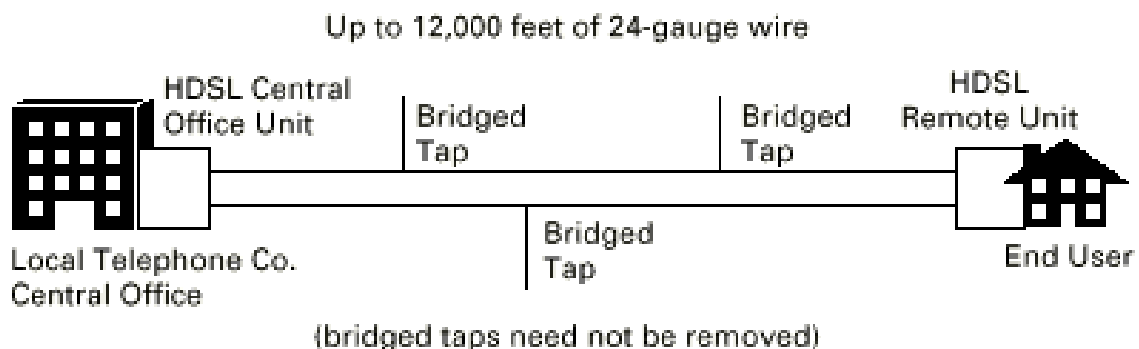 Up to 12,000 feet of 24-gauge wire
HDSL Central
Office Unit
Bridged
Tap
Bridged
Tap
HDSL
Remote Unit
Bridged
Tap
Local Telephone Co.
Central Office
End User
(bridged taps need not be removed)